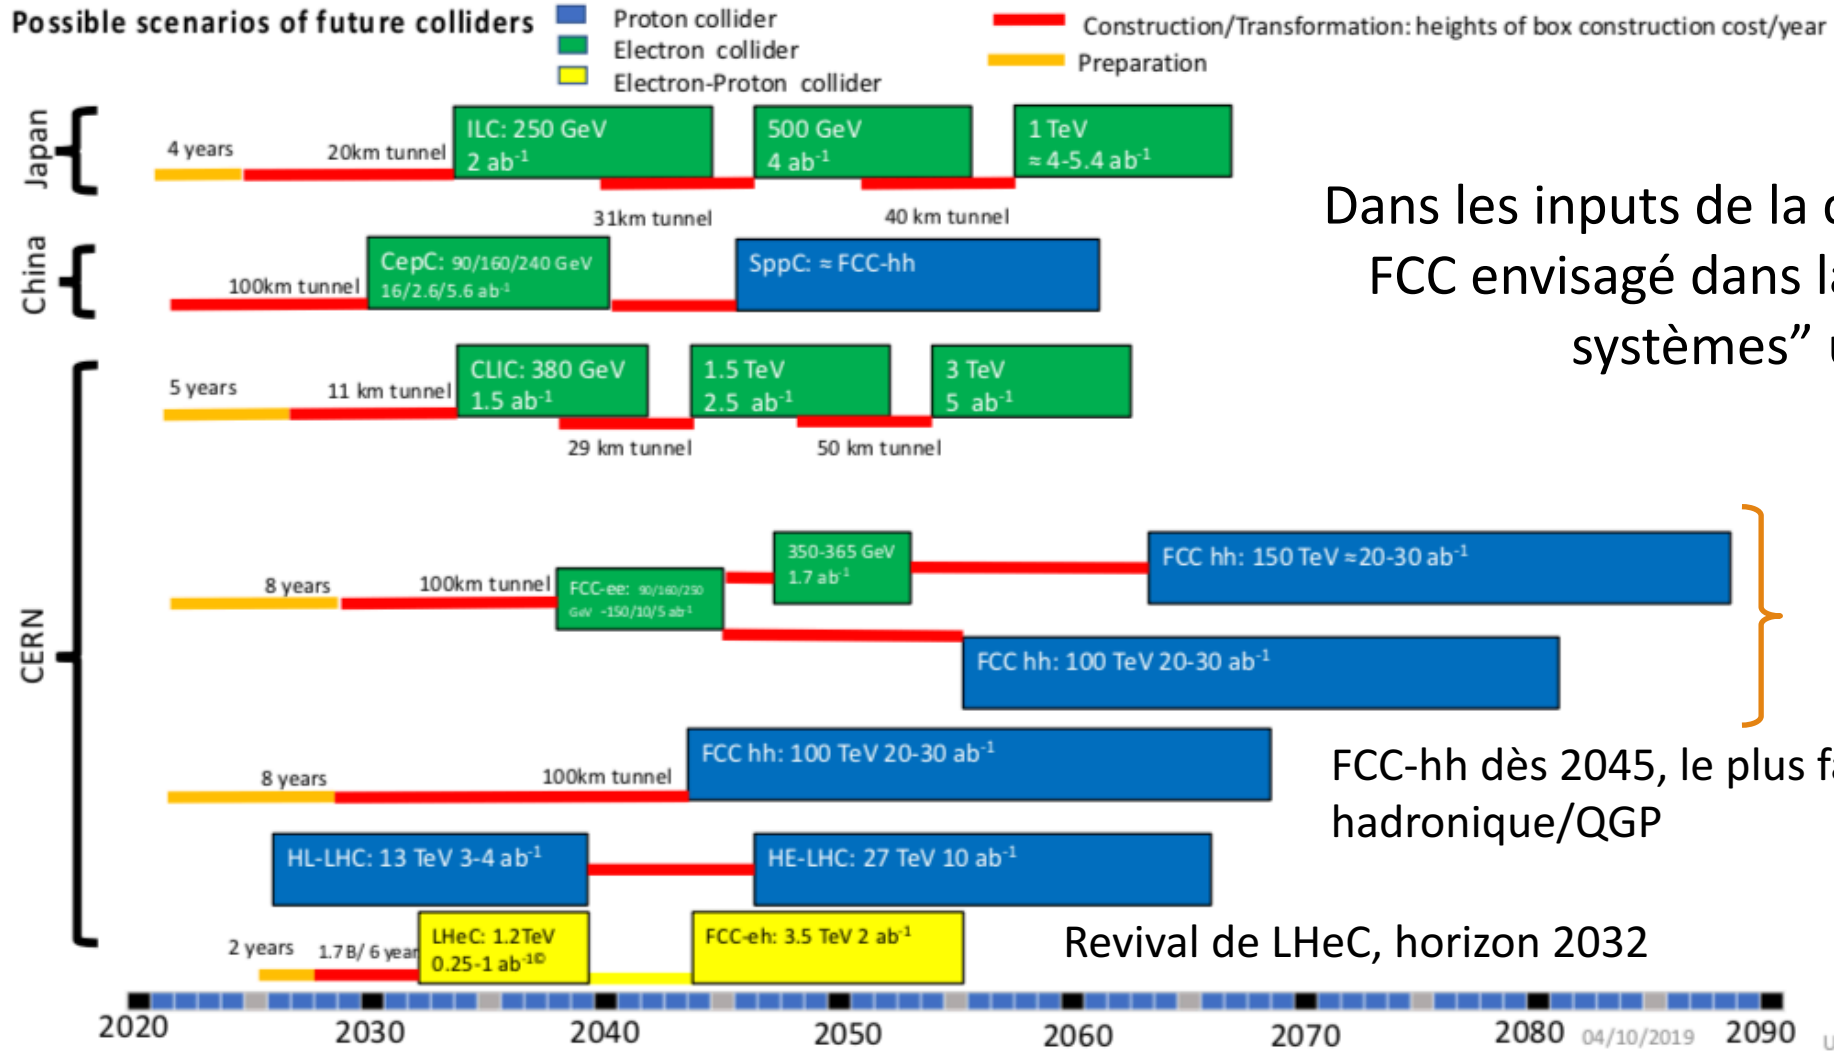 Possible scenarios of future colliders
Proton collider
Electron collider
Electron-Proton collider
Construction/Transformation: heights of box construction cost/year
Preparation
Japan
4 years
20km tunnel
ILC: 250 GeV
2 ab-1
500 GeV
4 ab-1
1 TeV
≈ 4-5.4 ab-1
31km tunnel
40 km tunnel
China
100km tunnel
CepC: 90/160/240 GeV
16/2.6/5.6 ab-1
SppC: ≈ FCC-hh
Dans les inputs de la
FCC envisagé dans la
systèmes”
CERN
5 years
11 km tunnel
CLIC: 380 GeV
1.5 ab-1
1.5 TeV
2.5 ab-1
3 TeV
5 ab-1
29 km tunnel
50 km tunnel
8 years
100km tunnel
FCC-ee: 90/160/250
GeV -150/10/5 ab-1
350-365 GeV
1.7 ab-1
FCC hh: 150 TeV ≈20-30 ab-1
FCC hh: 100 TeV 20-30 ab-1
8 years
100km tunnel
FCC hh: 100 TeV 20-30 ab-1
FCC-hh dès 2045, le plus
hadronique/QGP
HL-LHC: 13 TeV 3-4 ab-1
HE-LHC: 27 TeV 10 ab-1
2 years
1.7B/ 6 year
LHeC: 1.2TeV
0.25-1 ab-1©
FCC-eh: 3.5 TeV 2 ab-1
Revival de LHeC, horizon 2032
2020 2030 2040 2050 2060 2070 2080 04/10/2019 2090